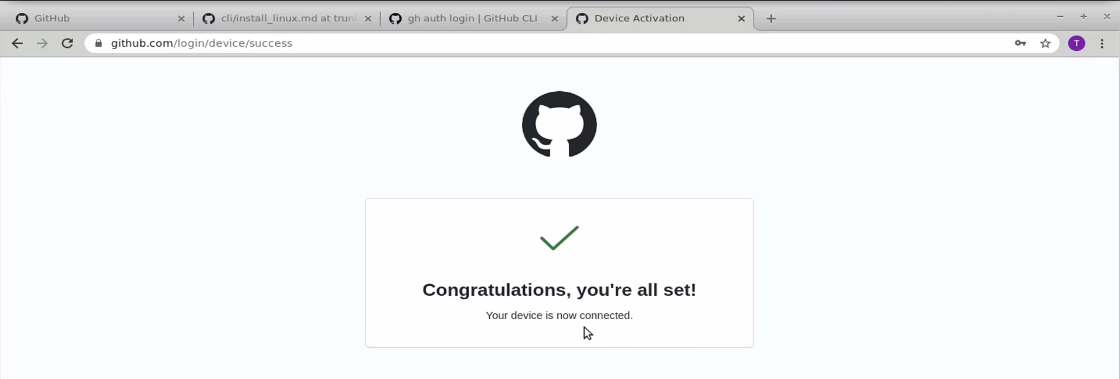 GitHub
cli/install_linux.md at trun
gh auth login | GitHub CLI
Device Activation
github.com/login/device/success
T
Congratulations, you're all set!
Your device is now connected.